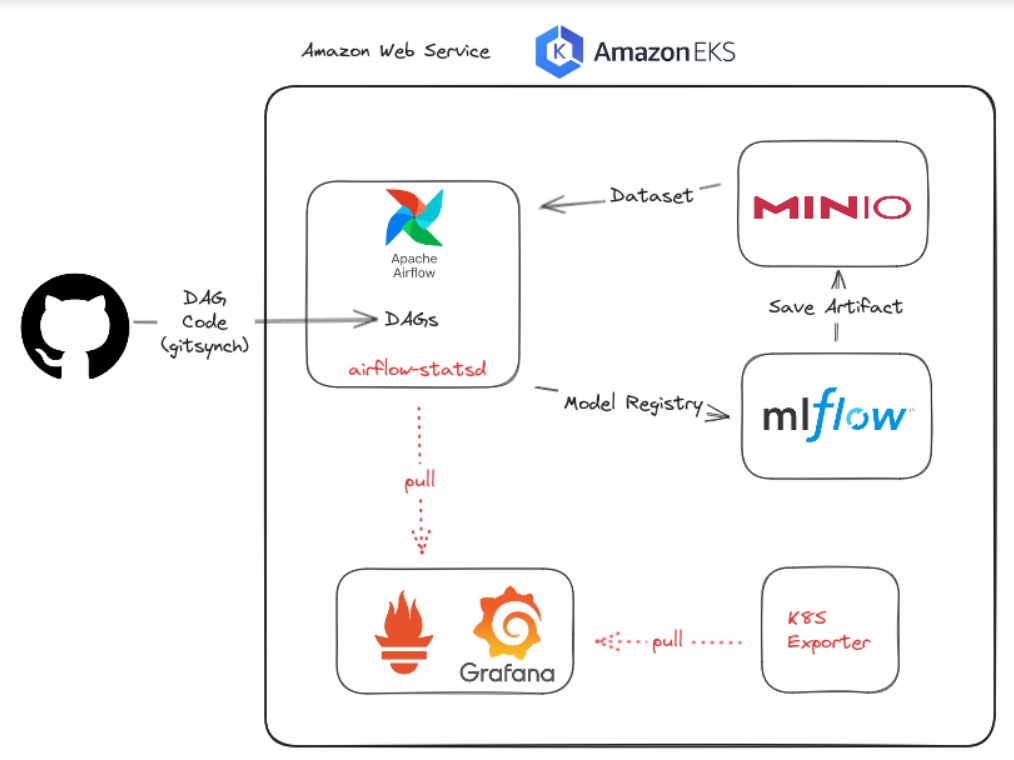 Amazon Web Service
K
Amazon EKS
MINIO
Dataset
Apache
Airflow
DAG
Code
(gitsynch)
DAGs
airflow-statsd
Save Artifact
Model Registry
mlflow™
pull
Grafana
pull
K8S
Exporter